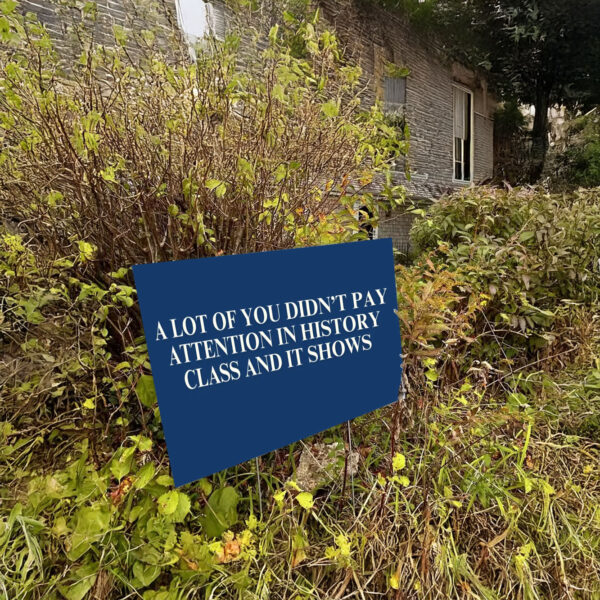 A LOT OF YOU DIDN'T PAY
ATTENTION IN HISTORY
CLASS AND IT SHOWS